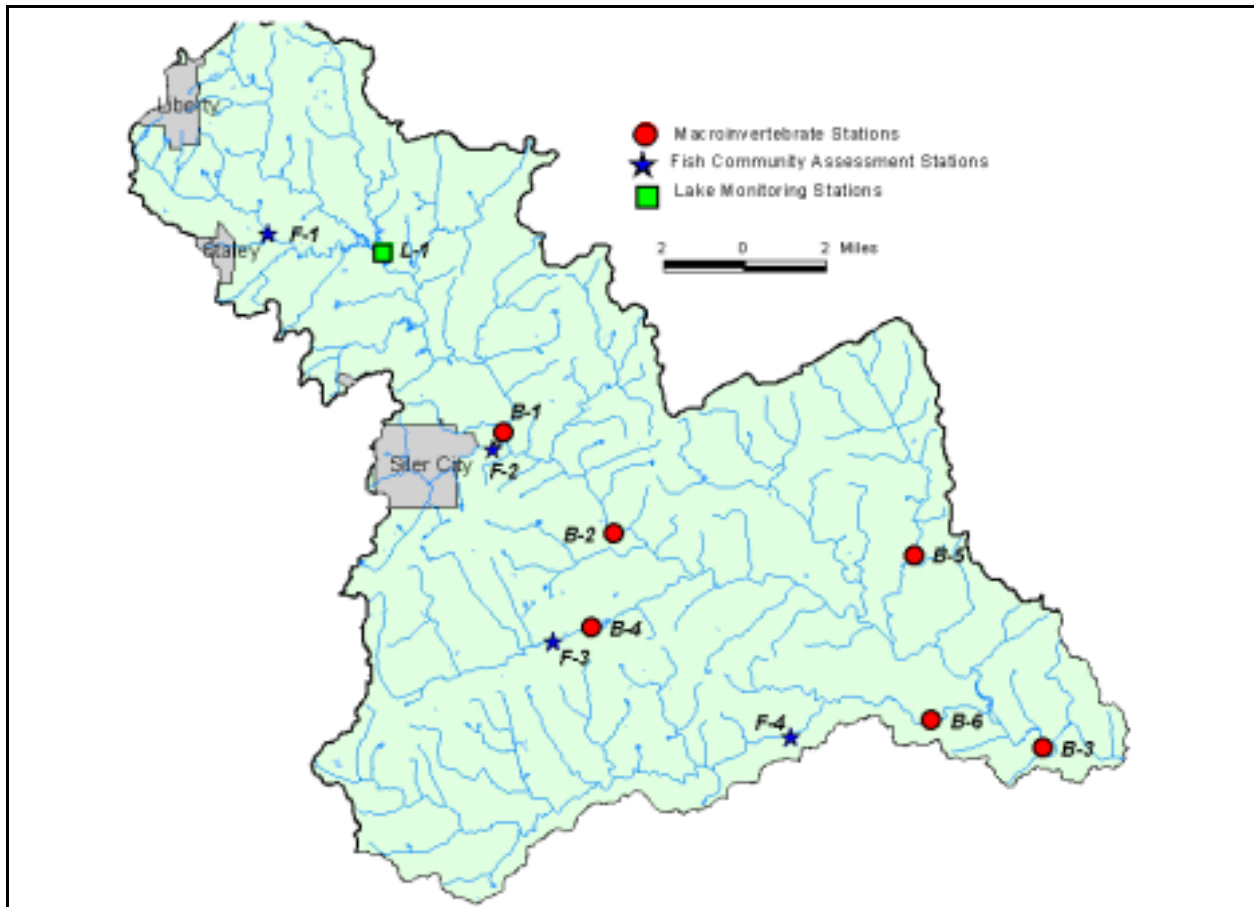 Liberty
Macroinvertebrate Stations
Fish Community Assessment Stations
Lake Monitoring Stations
F-1
Staley
L-1
2 0 2 Miles
B-1
Siler City
F-2
B-2
B-5
B-4
F-3
F-4
B-6
B-3